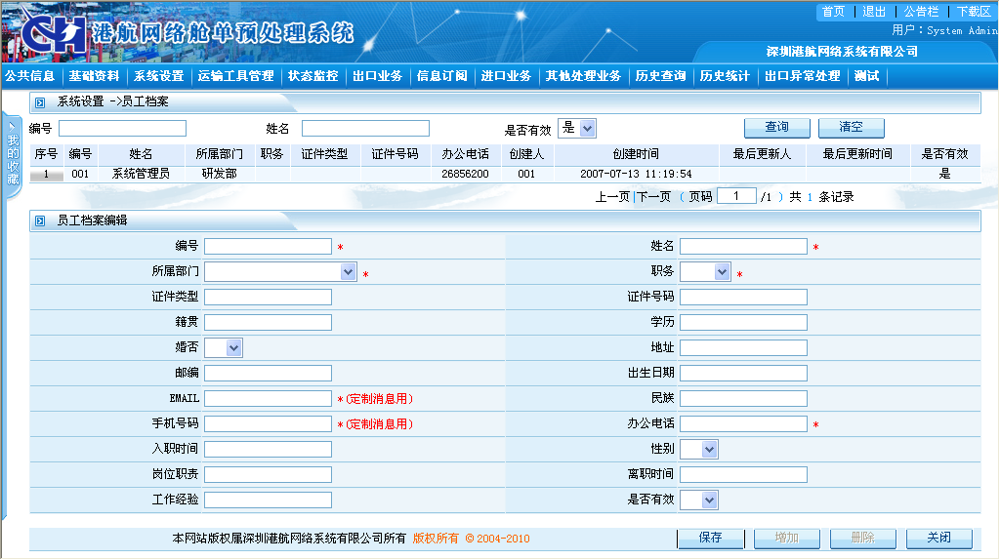 首页 | 退出 | 公告栏 | 下载区
CH 港航网络舱单预处理系统
用户：System Admin
深圳港航网络系统有限公司
公共信息 基础资料 系统设置 运输工具管理 状态监控 出口业务 信息订阅 进口业务 其他处理业务 历史查询 历史统计 出口异常处理 测试
系统设置 ->员工档案
我的收藏
编号 姓名 是否有效 是 查询 清空
序号 编号 姓名 所属部门 职务 证件类型 证件号码 办公电话 创建人 创建时间 最后更新人 最后更新时间 是否有效
1 001 系统管理员 研发部 26856200 001 2007-07-13 11:19:54 是
上一页|下一页 ( 页码 1 /1 ) 共 1 条记录
员工档案编辑
编号 * 姓名 *
所属部门 * 职务 *
证件类型 证件号码
籍贯 学历
婚否 地址
邮编 出生日期
EMAIL *(定制消息用) 民族
手机号码 *(定制消息用) 办公电话 *
入职时间 性别
岗位职责 离职时间
工作经验 是否有效
本网站版权属深圳港航网络系统有限公司所有 版权所有 ©2004-2010 保存 增加 删除 关闭